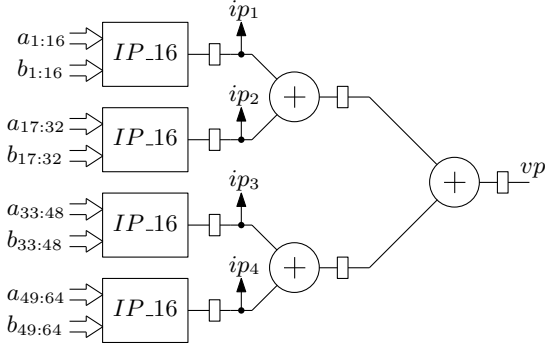 ip₁
a₁:₁₆
b₁:₁₆
IP_16
ip₂
a₁₇:₃₂
b₁₇:₃₂
IP_16
+
+
vp
ip₃
a₃₃:₄₈
b₃₃:₄₈
IP_16
ip₄
+
a₄₉:₆₄
b₄₉:₆₄
IP_16